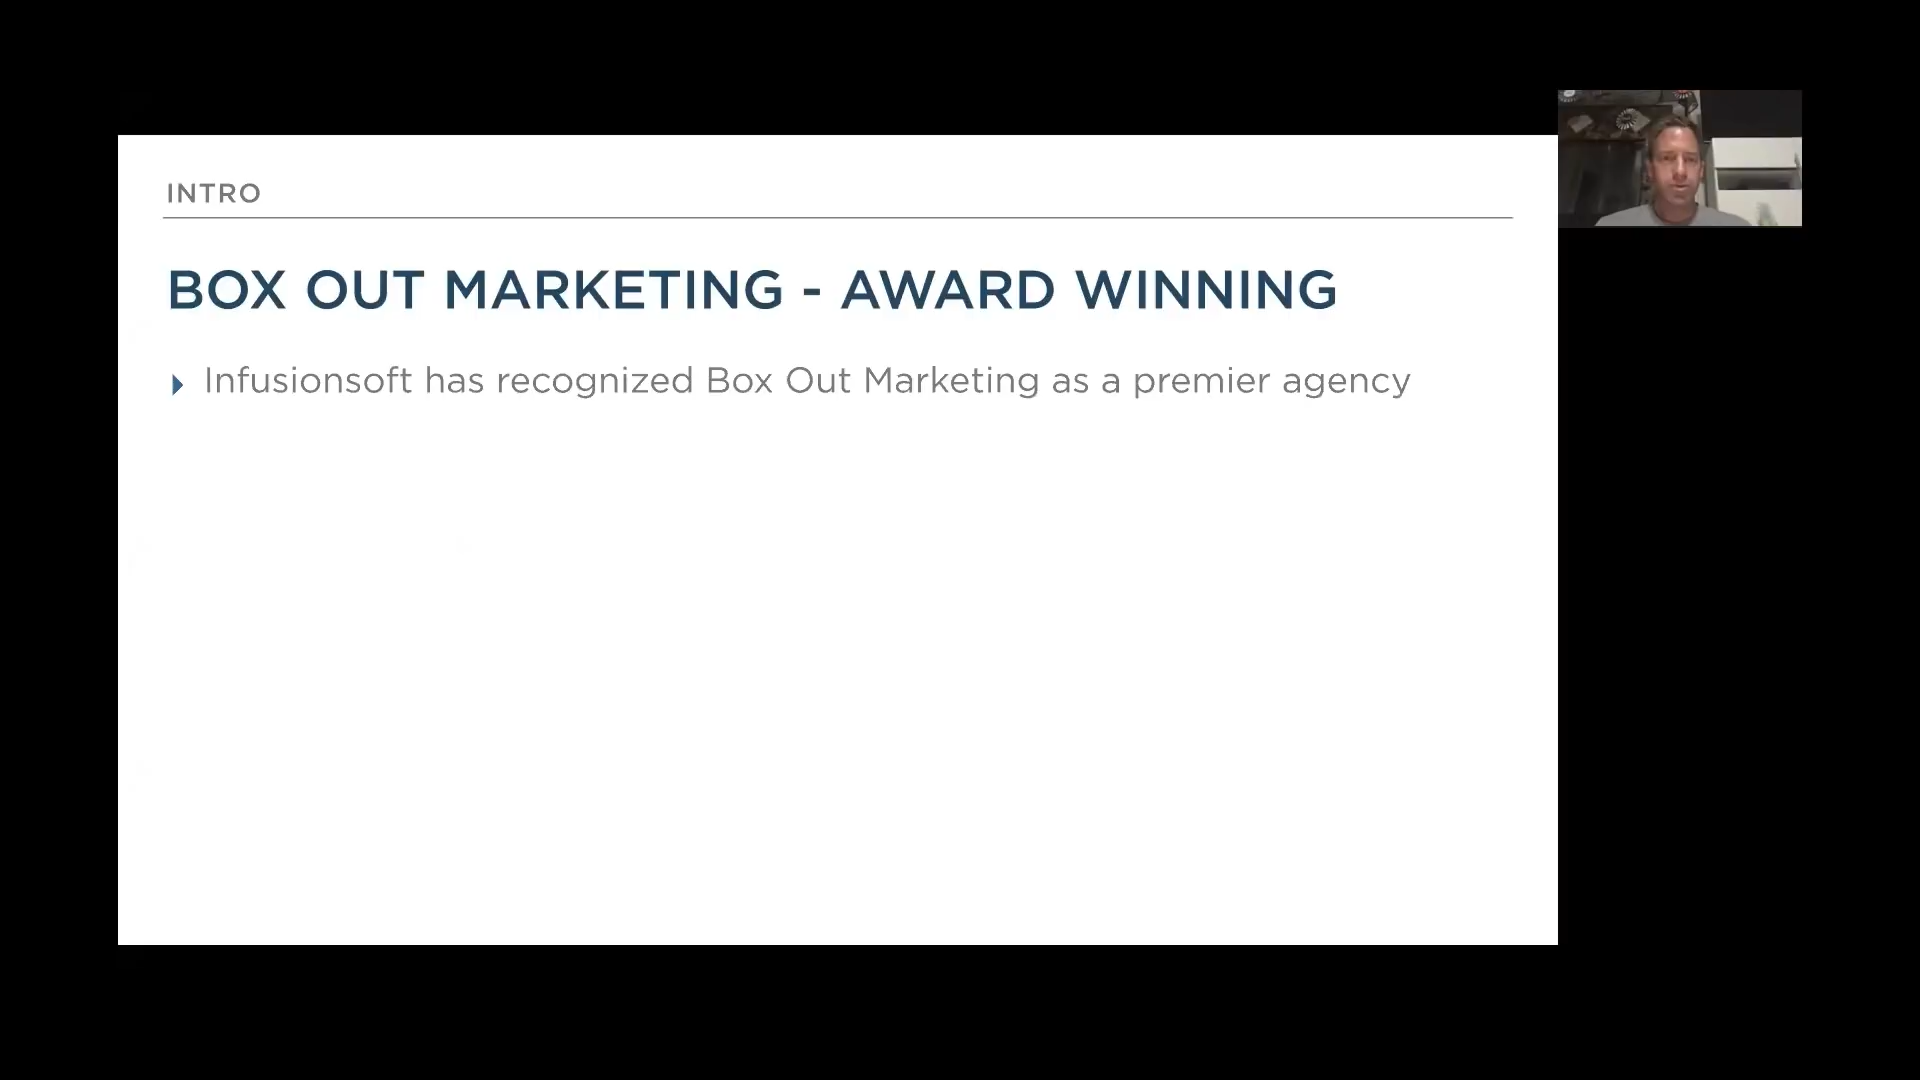 INTRO
BOX OUT MARKETING - AWARD WINNING
Infusionsoft has recognized Box Out Marketing as a premier agency